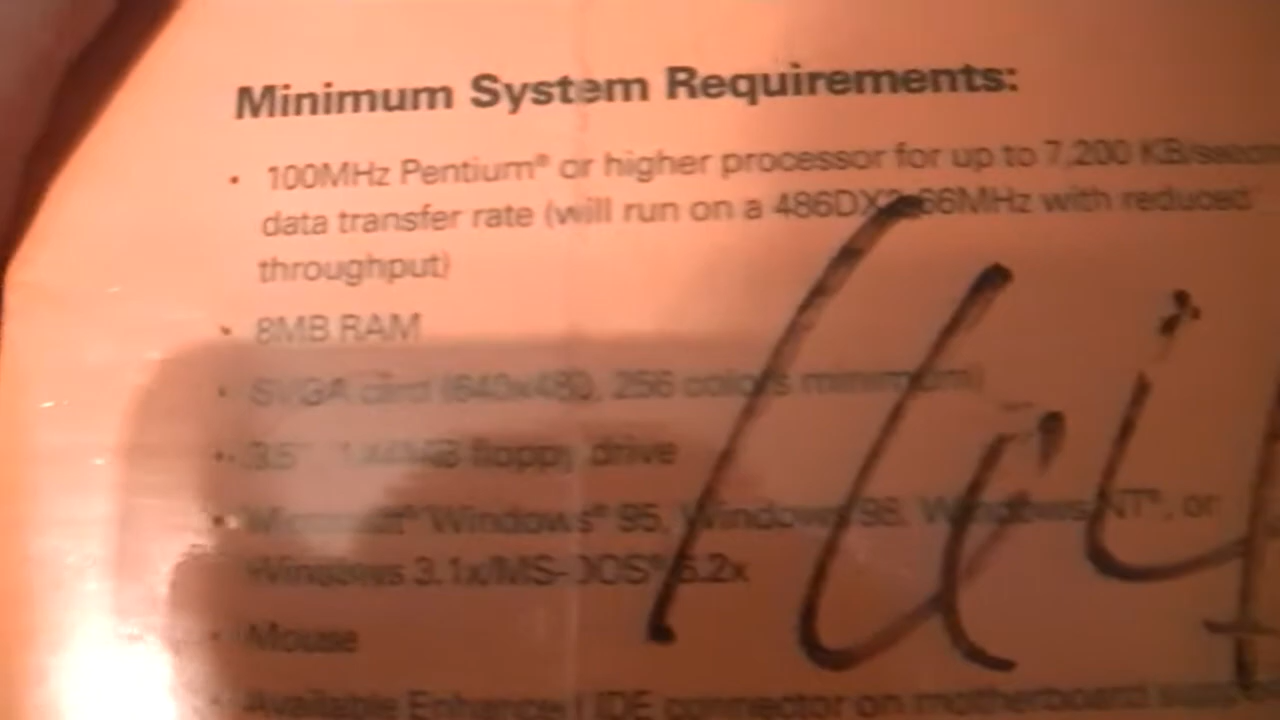 Minimum System Requirements:
• 100MHz Pentium® or higher processor for up to 7,200 KB/second
data transfer rate (will run on a 486DX2-66MHz with reduced
throughput)
• 8MB RAM
• SVGA card (640x480, 256 colors minimum)
• 3.5" 1.44MB floppy drive
• Microsoft® Windows® 95, Windows 98, Windows NT®, or
Windows 3.1x/MS-DOS® 6.2x
• Mouse
• Available Enhanced IDE connector on motherboard